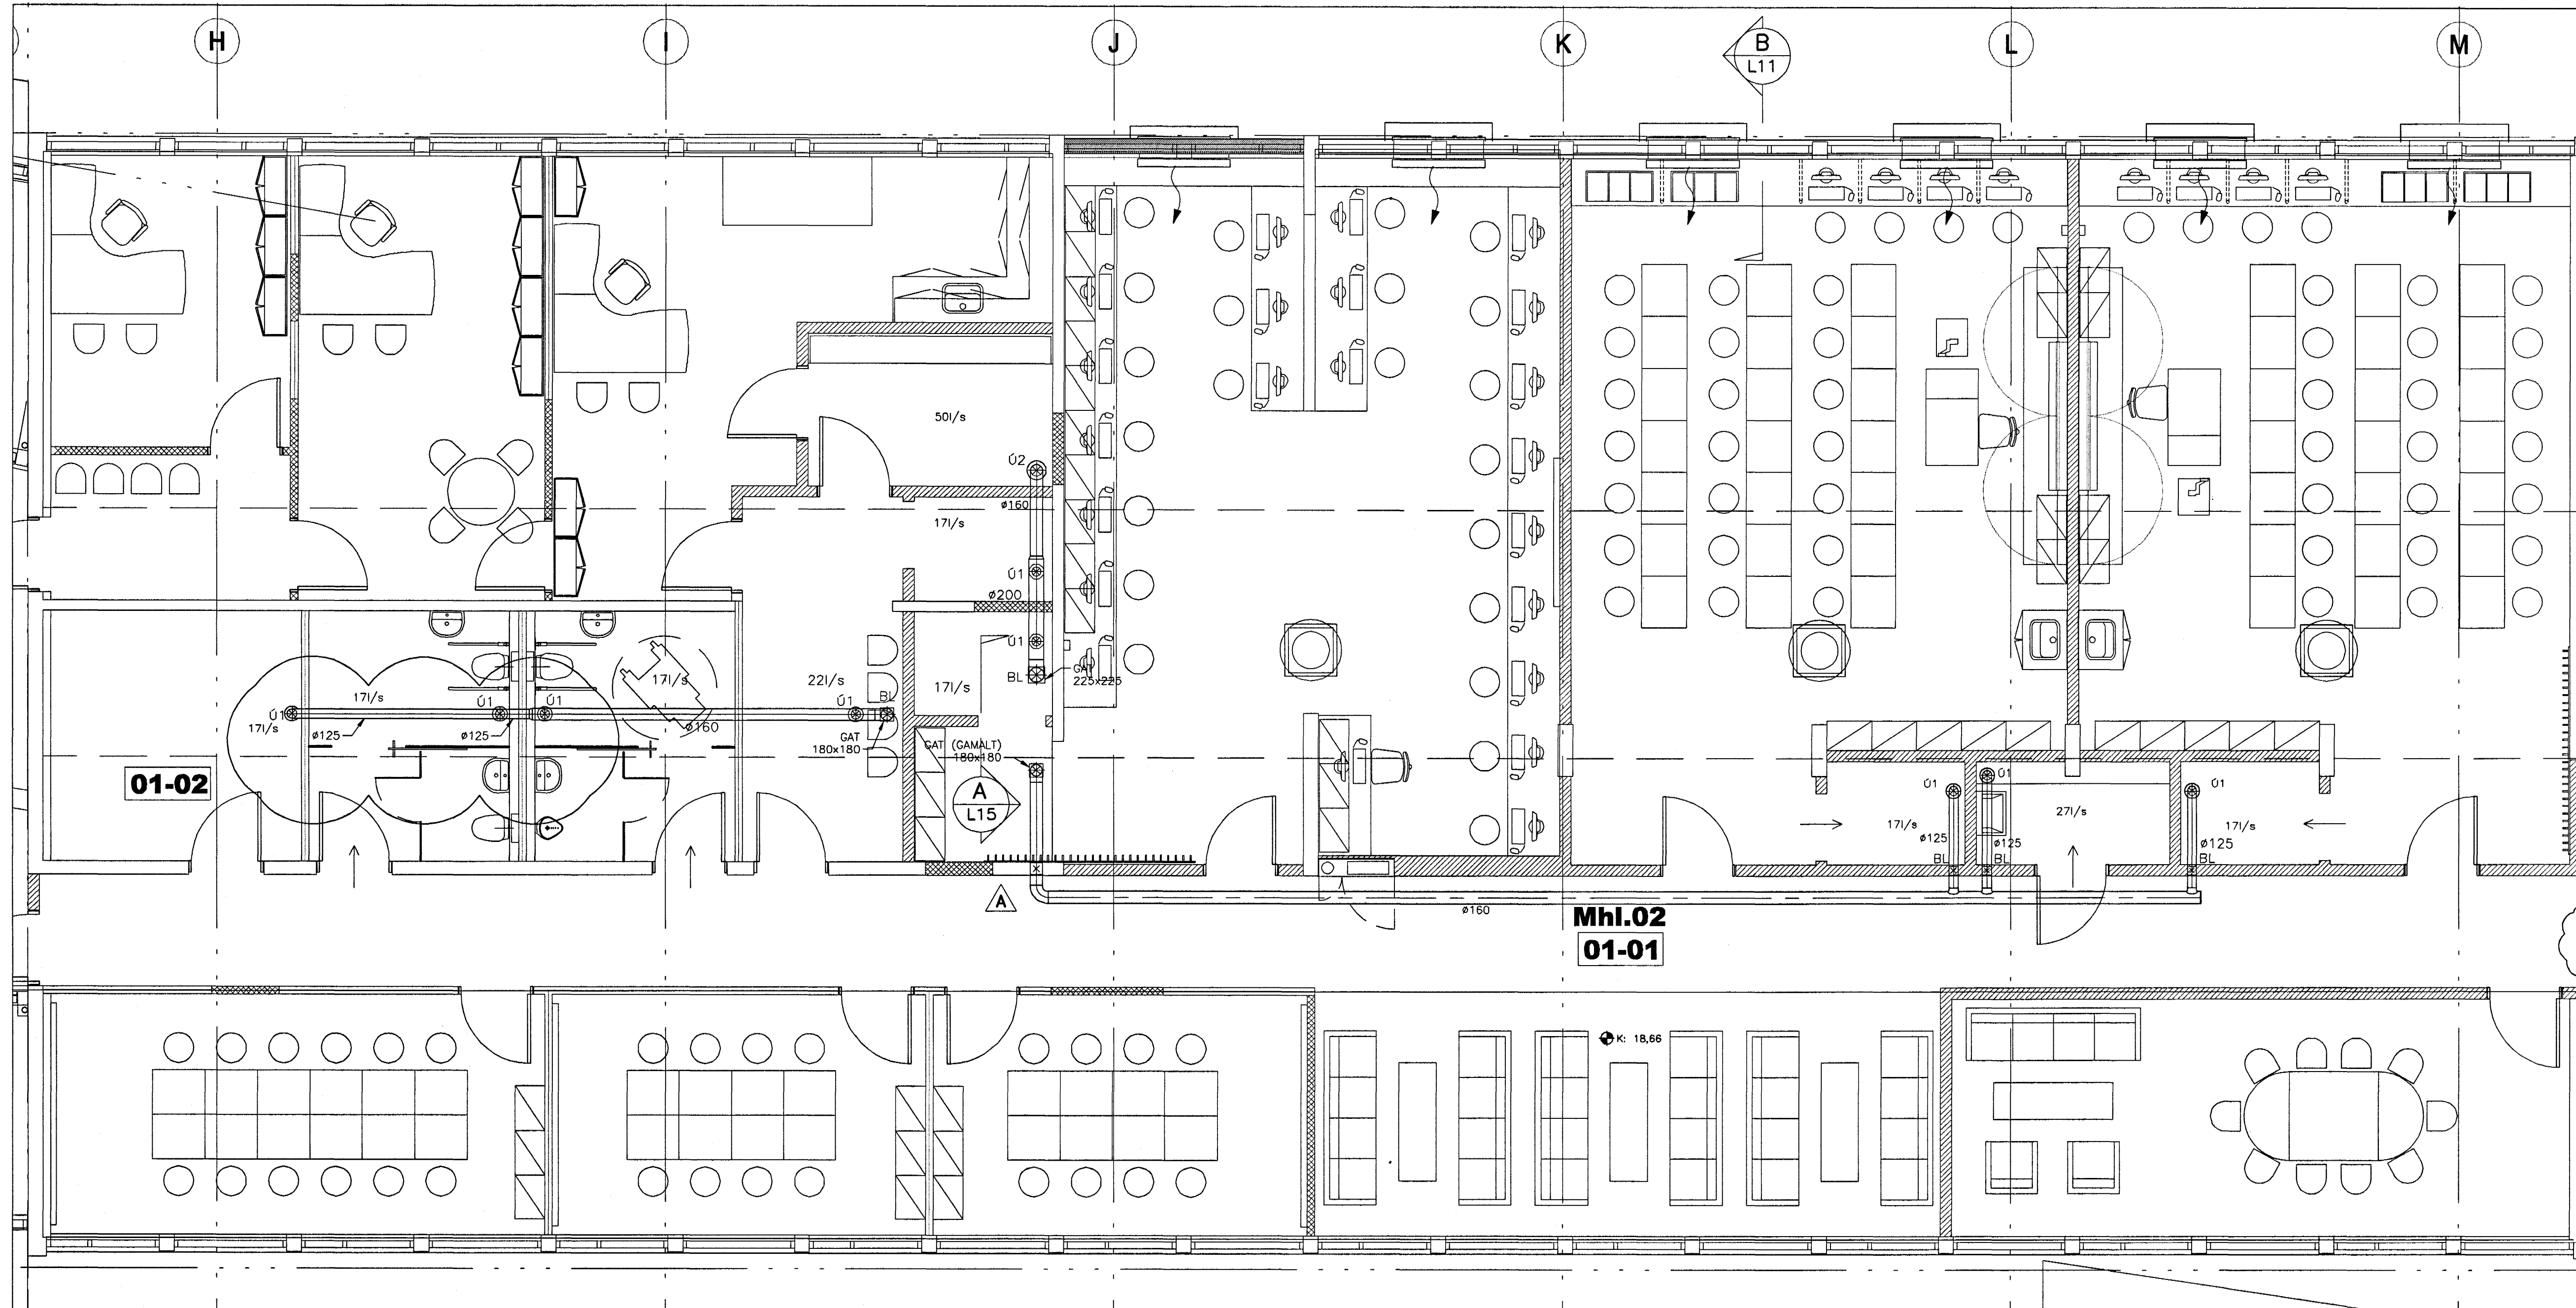 H
I
J
K
B
L11
L
M
50l/s
Ú2
ø160
17l/s
Ú1
ø200
Ú1
BL
GAT
225x225
17l/s
17l/s
17l/s
22l/s
17l/s
Ú1
Ú1
Ú1
Ú1
BL
ø125
ø125
ø160
GAT
180x180
GAT (GAMALT)
180x180
01-02
A
L15
A
Ú1
Ú1
Ú1
17l/s
27l/s
17l/s
ø125
ø125
ø125
BL
BL
BL
ø160
Mhl.02
01-01
K: 18,66